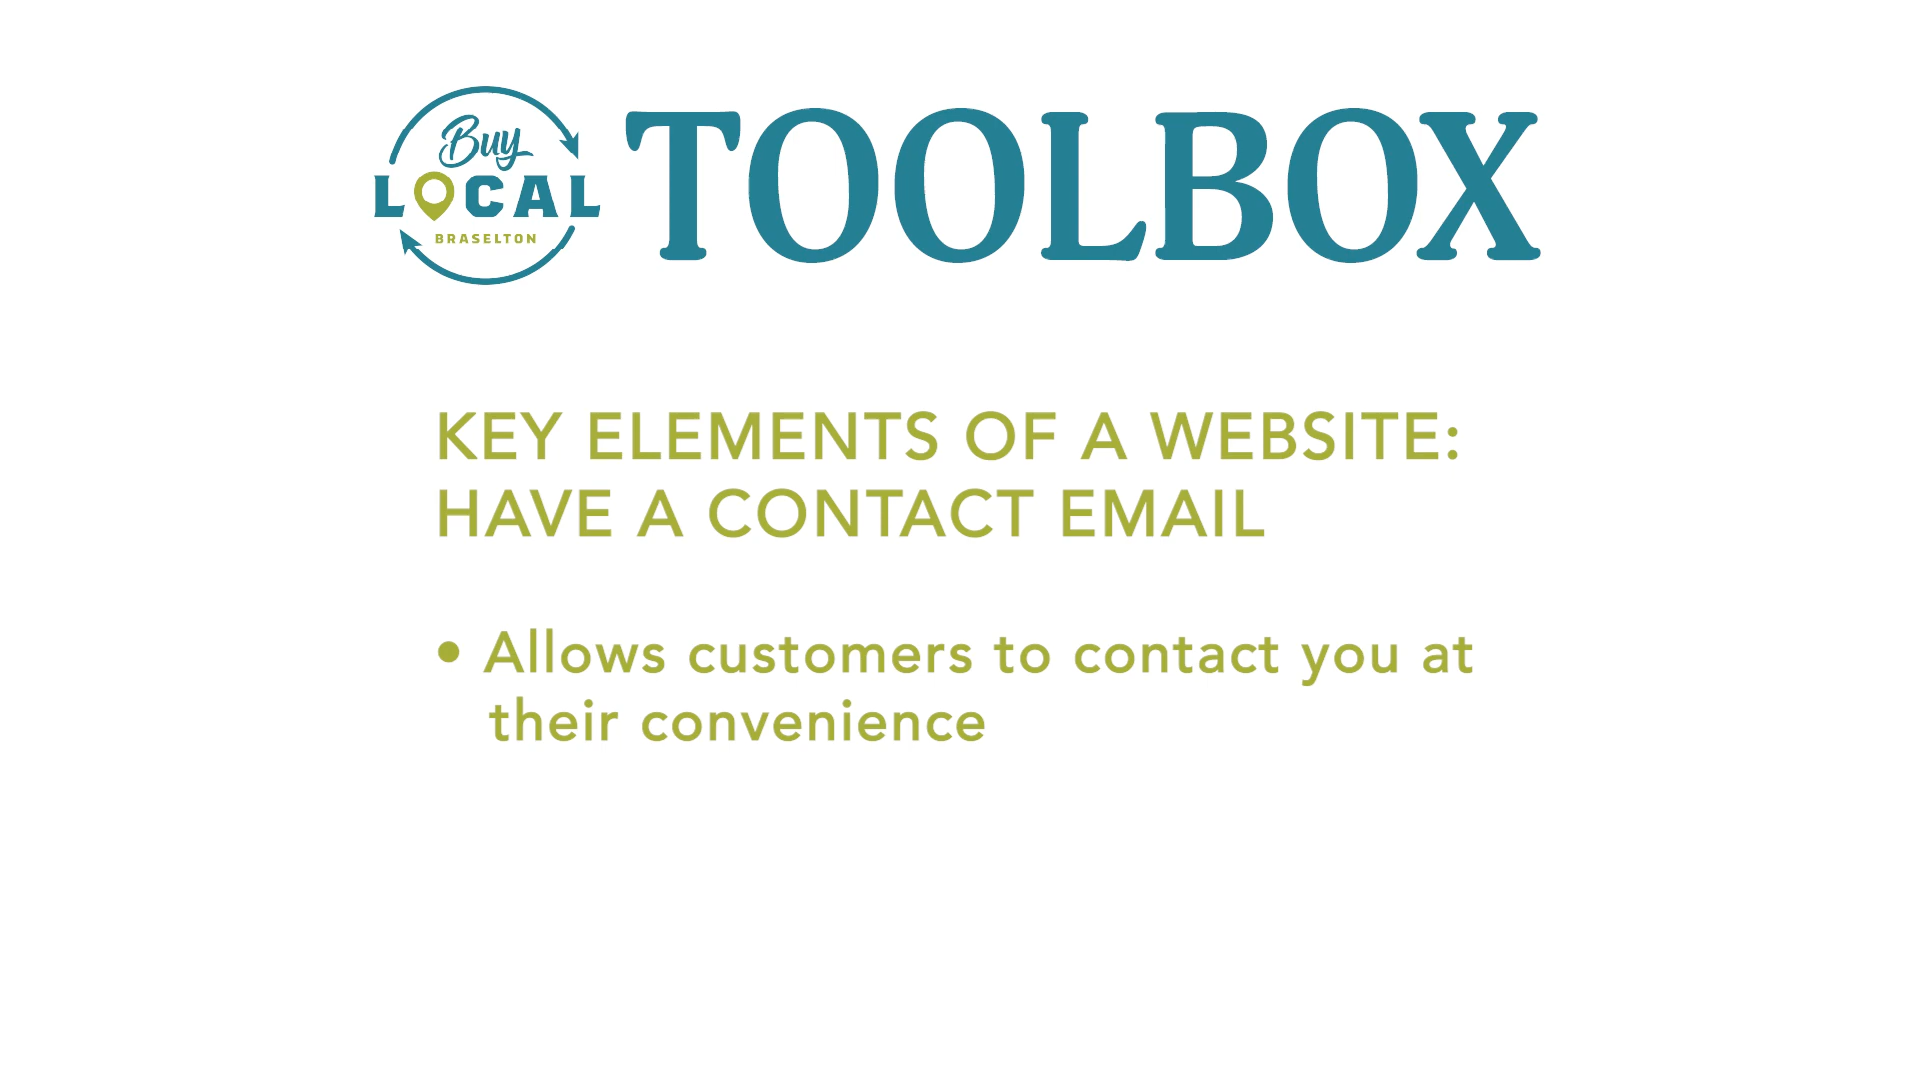 Buy
LOCAL
BRASELTON
TOOLBOX
KEY ELEMENTS OF A WEBSITE:
HAVE A CONTACT EMAIL
• Allows customers to contact you at
their convenience